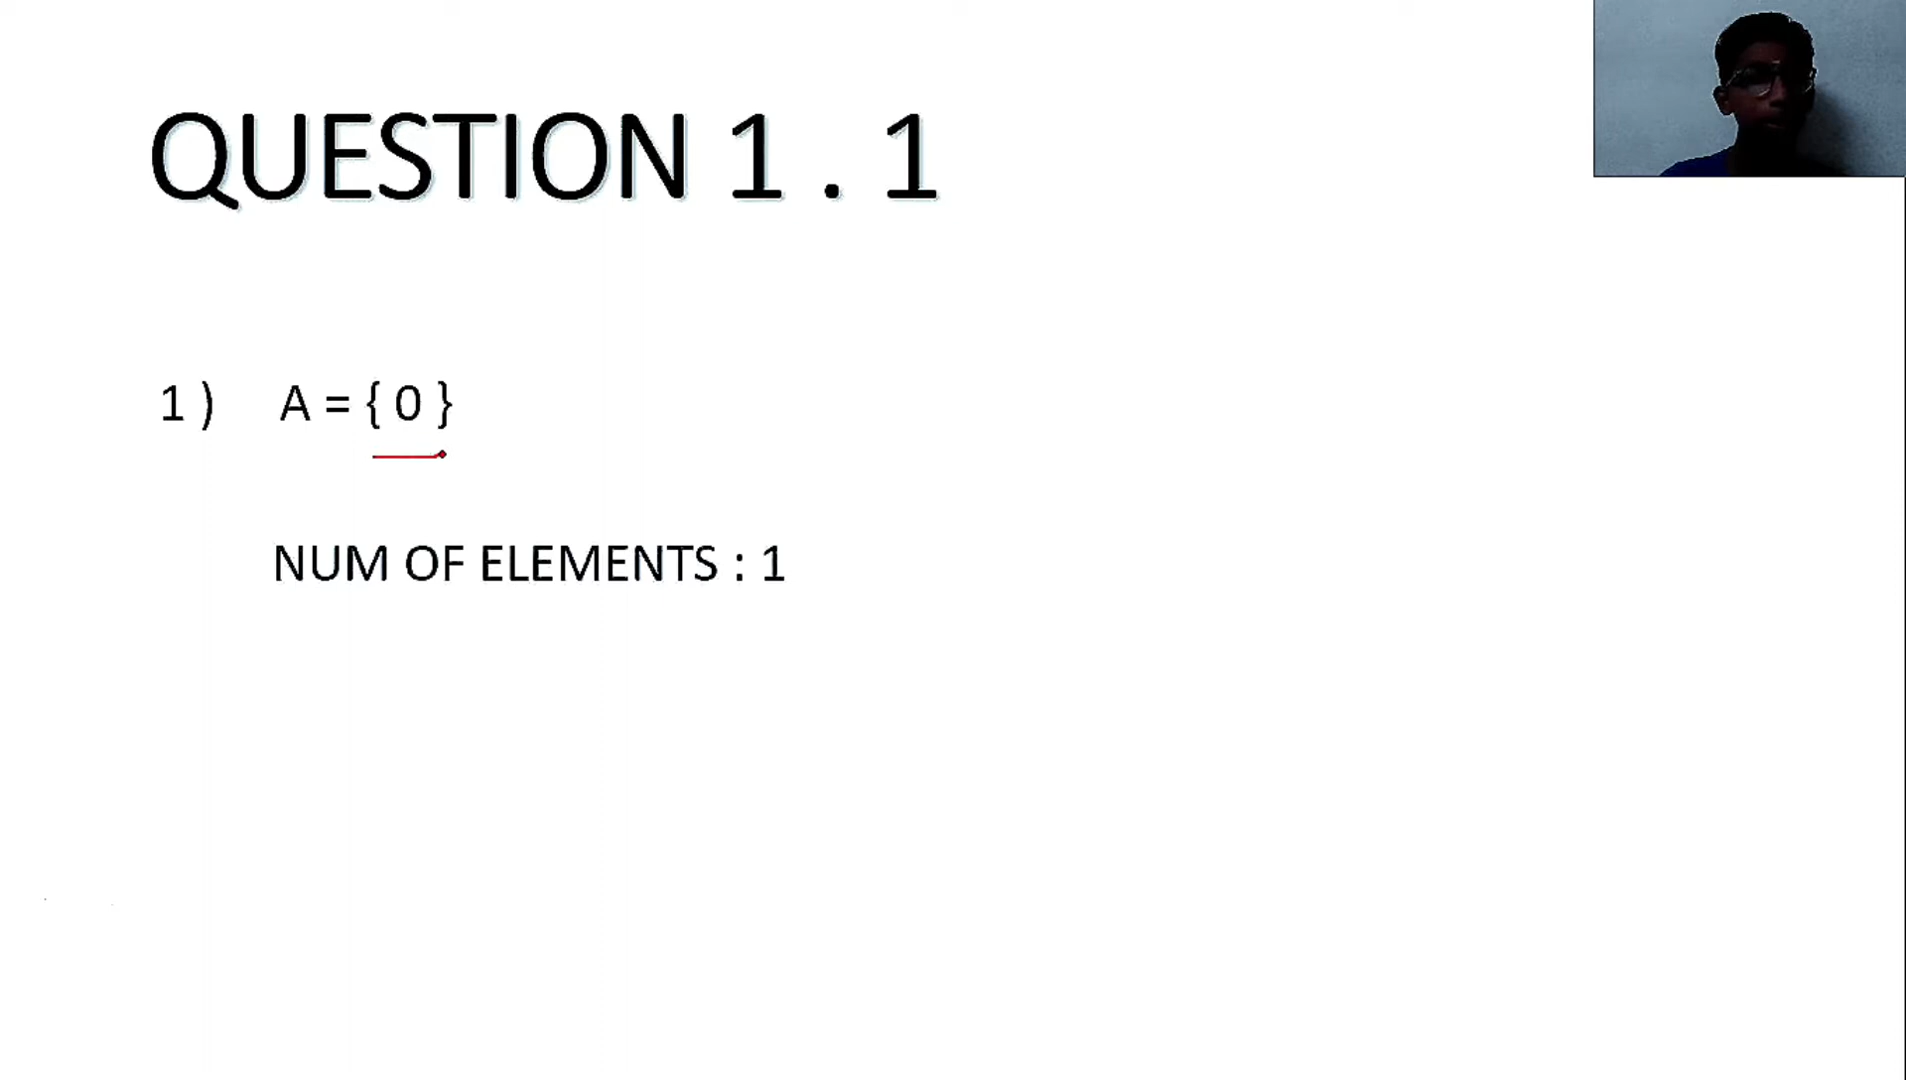 QUESTION 1 . 1
1 ) A = { 0 }
NUM OF ELEMENTS : 1